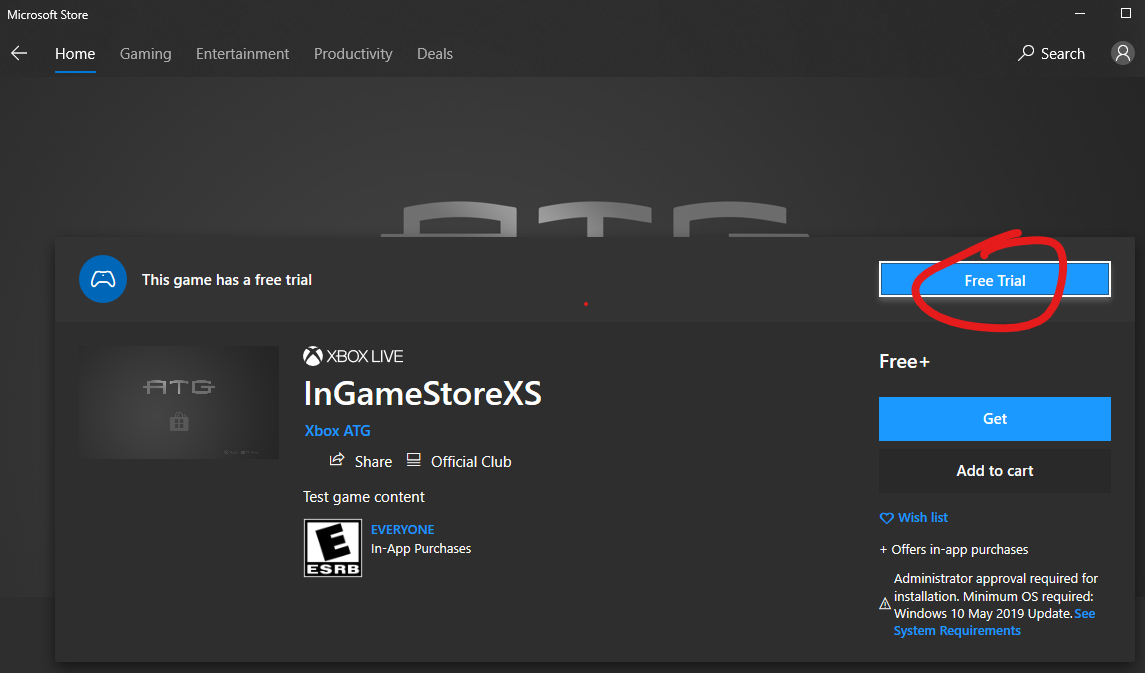 Microsoft Store
Home Gaming Entertainment Productivity Deals Search
ATG
This game has a free trial Free Trial
ATG
XBOX LIVE
InGameStoreXS
Xbox ATG
Share Official Club
Test game content
E
ESRB
EVERYONE
In-App Purchases
Free+
Get
Add to cart
Wish list
+ Offers in-app purchases
Administrator approval required for
installation. Minimum OS required:
Windows 10 May 2019 Update. See
System Requirements